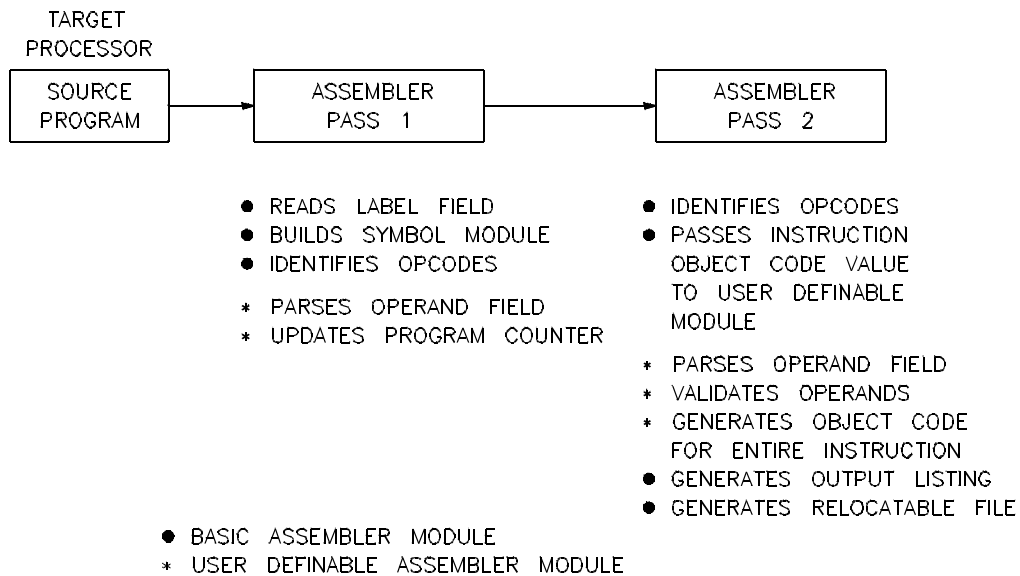 TARGET
PROCESSOR
SOURCE
PROGRAM
ASSEMBLER
PASS 1
ASSEMBLER
PASS 2
● READS LABEL FIELD
● BUILDS SYMBOL MODULE
● IDENTIFIES OPCODES
* PARSES OPERAND FIELD
* UPDATES PROGRAM COUNTER
● IDENTIFIES OPCODES
● PASSES INSTRUCTION
OBJECT CODE VALUE
TO USER DEFINABLE
MODULE
* PARSES OPERAND FIELD
* VALIDATES OPERANDS
* GENERATES OBJECT CODE
FOR ENTIRE INSTRUCTION
● GENERATES OUTPUT LISTING
● GENERATES RELOCATABLE FILE
● BASIC ASSEMBLER MODULE
* USER DEFINABLE ASSEMBLER MODULE